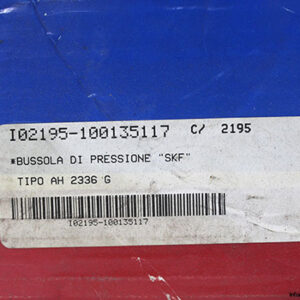 I02195-100135117 C/ 2195
*BUSSOLA DI PRESSIONE "SKF"
TIPO AH 2336 G
I02195-100135117